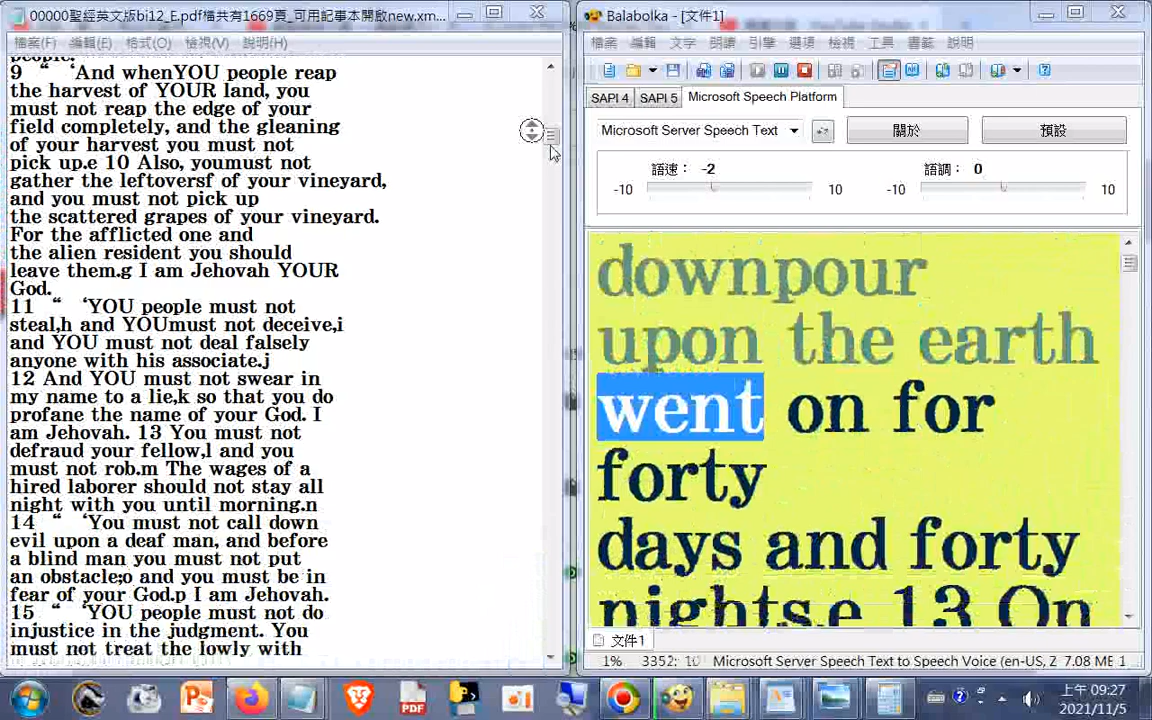 00000聖經英文版bi12_E.pdf檔共有1669頁_可用記事本開啟new.xm...
檔案(F) 編輯(E) 格式(O) 檢視(V) 說明(H)
people.
9 “ ‘And whenYOU people reap
the harvest of YOUR land, you
must not reap the edge of your
field completely, and the gleaning
of your harvest you must not
pick up.e 10 Also, youmust not
gather the leftoversf of your vineyard,
and you must not pick up
the scattered grapes of your vineyard.
For the afflicted one and
the alien resident you should
leave them.g I am Jehovah YOUR
God.
11 “ ‘YOU people must not
steal,h and YOUmust not deceive,i
and YOU must not deal falsely
anyone with his associate.j
12 And YOU must not swear in
my name to a lie,k so that you do
profane the name of your God. I
am Jehovah. 13 You must not
defraud your fellow,l and you
must not rob.m The wages of a
hired laborer should not stay all
night with you until morning.n
14 “ ‘You must not call down
evil upon a deaf man, and before
a blind man you must not put
an obstacle;o and you must be in
fear of your God.p I am Jehovah.
15 “ ‘YOU people must not do
injustice in the judgment. You
must not treat the lowly with
Balabolka - [文件1]
檔案 編輯 文字 朗讀 引擎 選項 檢視 工具 書籤 說明
SAPI 4 SAPI 5 Microsoft Speech Platform
Microsoft Server Speech Text 關於 預設
語速: -2 語調: 0
-10 10 -10 10
downpour
upon the earth
went on for
forty
days and forty
nights.e 13 On
文件1
1% 3352: 10 Microsoft Server Speech Text to Speech Voice (en-US, Z 7.08 MB 1
上午 09:27
2021/11/5